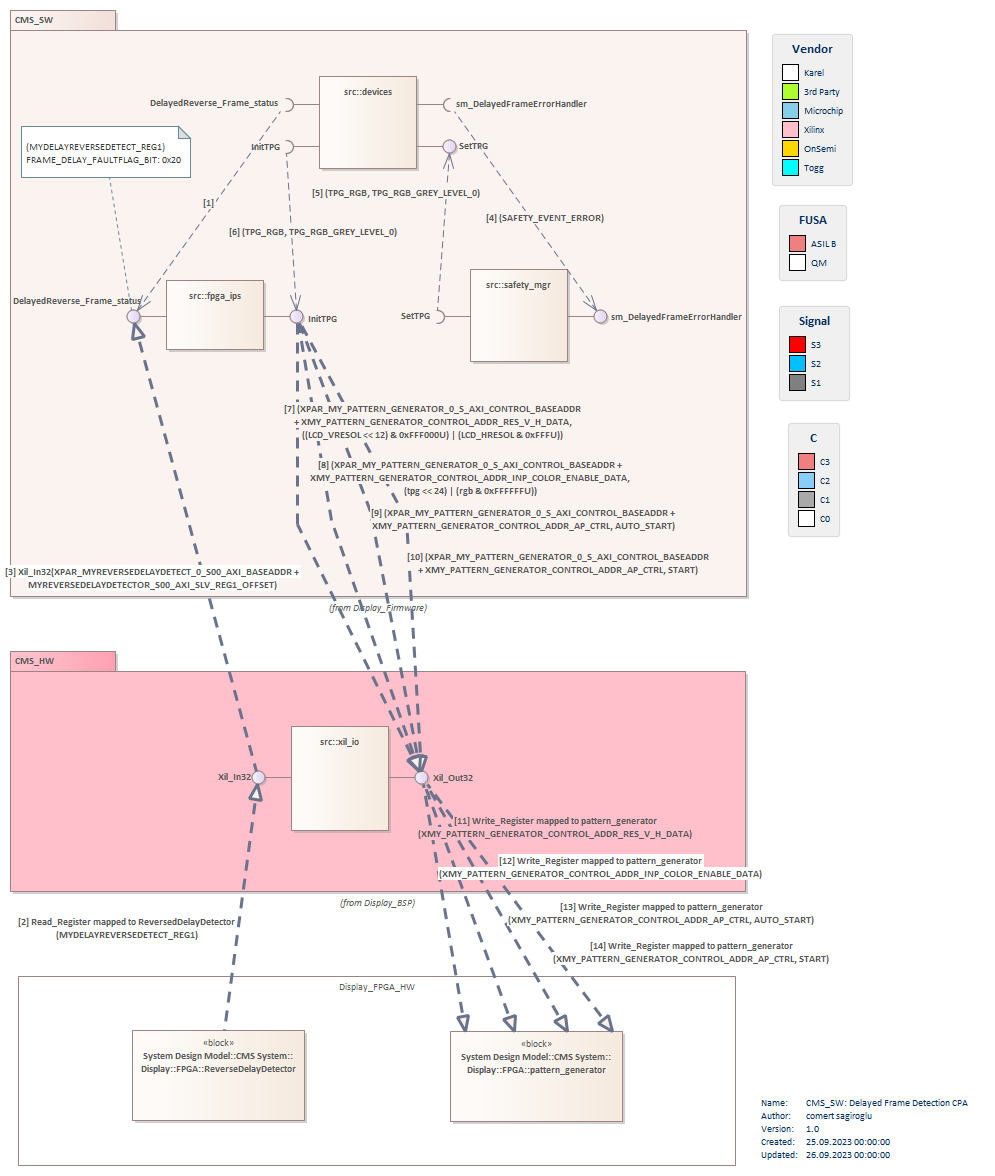 CMS_SW
src::devices
DelayedReverse_Frame_status
sm_DelayedFrameErrorHandler
{MYDELAYREVERSEDETECT_REG1}
FRAME_DELAY_FAULTFLAG_BIT: 0x20
InitTPG
SetTPG
[5] (TPG_RGB, TPG_RGB_GREY_LEVEL_0)
[1]
[4] (SAFETY_EVENT_ERROR)
[6] (TPG_RGB, TPG_RGB_GREY_LEVEL_0)
src::fpga_ips
src::safety_mgr
DelayedReverse_Frame_status
InitTPG
SetTPG
sm_DelayedFrameErrorHandler
[7] (XPAR_MY_PATTERN_GENERATOR_0_S_AXI_CONTROL_BASEADDR
+ XMY_PATTERN_GENERATOR_CONTROL_ADDR_RES_V_H_DATA,
((LCD_VRESOL << 12) & 0xFFF000U) | (LCD_HRESOL & 0xFFFU))
[8] (XPAR_MY_PATTERN_GENERATOR_0_S_AXI_CONTROL_BASEADDR +
XMY_PATTERN_GENERATOR_CONTROL_ADDR_INP_COLOR_ENABLE_DATA,
(tpg << 24) | (rgb & 0xFFFFFFU))
[9] (XPAR_MY_PATTERN_GENERATOR_0_S_AXI_CONTROL_BASEADDR +
XMY_PATTERN_GENERATOR_CONTROL_ADDR_AP_CTRL, AUTO_START)
[10] (XPAR_MY_PATTERN_GENERATOR_0_S_AXI_CONTROL_BASEADDR
+ XMY_PATTERN_GENERATOR_CONTROL_ADDR_AP_CTRL, START)
[3] Xil_In32(XPAR_MYREVERSEDELAYDETECT_0_S00_AXI_BASEADDR +
MYREVERSEDELAYDETECTOR_S00_AXI_SLV_REG1_OFFSET)
(from Display_Firmware)
CMS_HW
src::xil_io
Xil_In32
Xil_Out32
[11] Write_Register mapped to pattern_generator
(XMY_PATTERN_GENERATOR_CONTROL_ADDR_RES_V_H_DATA)
[12] Write_Register mapped to pattern_generator
(XMY_PATTERN_GENERATOR_CONTROL_ADDR_INP_COLOR_ENABLE_DATA)
(from Display_BSP)
[13] Write_Register mapped to pattern_generator
(XMY_PATTERN_GENERATOR_CONTROL_ADDR_AP_CTRL, AUTO_START)
[2] Read_Register mapped to ReversedDelayDetector
(MYDELAYREVERSEDETECT_REG1)
[14] Write_Register mapped to pattern_generator
(XMY_PATTERN_GENERATOR_CONTROL_ADDR_AP_CTRL, START)
Display_FPGA_HW
«block»
System Design Model::CMS System::
Display::FPGA::ReverseDelayDetector
«block»
System Design Model::CMS System::
Display::FPGA::pattern_generator
Vendor
Karel
3rd Party
Microchip
Xilinx
OnSemi
Togg
FUSA
ASIL B
QM
Signal
S3
S2
S1
C
C3
C2
C1
C0
Name: CMS_SW: Delayed Frame Detection CPA
Author: comert sagiroglu
Version: 1.0
Created: 25.09.2023 00:00:00
Updated: 26.09.2023 00:00:00